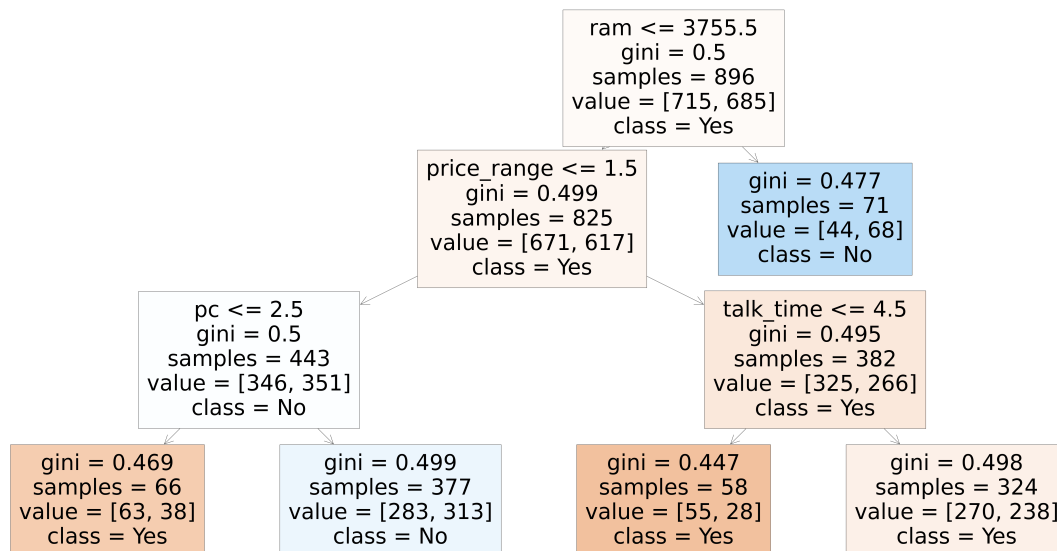 ram <= 3755.5
gini = 0.5
samples = 896
value = [715, 685]
class = Yes
price_range <= 1.5
gini = 0.499
samples = 825
value = [671, 617]
class = Yes
gini = 0.477
samples = 71
value = [44, 68]
class = No
pc <= 2.5
gini = 0.5
samples = 443
value = [346, 351]
class = No
talk_time <= 4.5
gini = 0.495
samples = 382
value = [325, 266]
class = Yes
gini = 0.469
samples = 66
value = [63, 38]
class = Yes
gini = 0.499
samples = 377
value = [283, 313]
class = No
gini = 0.447
samples = 58
value = [55, 28]
class = Yes
gini = 0.498
samples = 324
value = [270, 238]
class = Yes